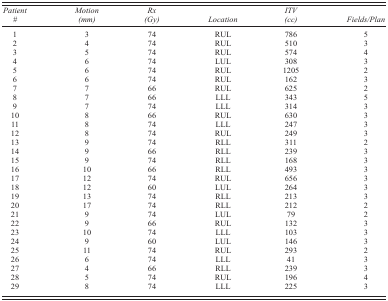 Patient Motion Rx ITV
# (mm) (Gy) Location (cc) Fields/Plan
1 3 74 RUL 786 5
2 4 74 RUL 510 3
3 5 74 RUL 574 4
4 6 74 LUL 308 3
5 6 74 RUL 1205 2
6 6 74 RUL 162 3
7 7 66 RUL 625 2
8 7 66 LLL 343 5
9 7 74 LLL 314 3
10 8 66 RUL 630 3
11 8 74 LLL 247 3
12 8 74 RUL 249 3
13 9 74 RLL 311 2
14 9 66 RLL 239 3
15 9 74 RLL 168 3
16 10 66 RLL 493 3
17 12 74 RUL 656 3
18 12 60 LUL 264 3
19 13 74 RLL 213 3
20 17 74 RLL 212 2
21 9 74 LUL 79 2
22 9 66 RUL 132 3
23 10 74 LLL 103 3
24 9 60 LUL 146 3
25 11 74 RUL 293 2
26 6 74 LLL 41 3
27 4 66 RLL 239 3
28 5 74 RUL 196 4
29 8 74 LLL 225 3